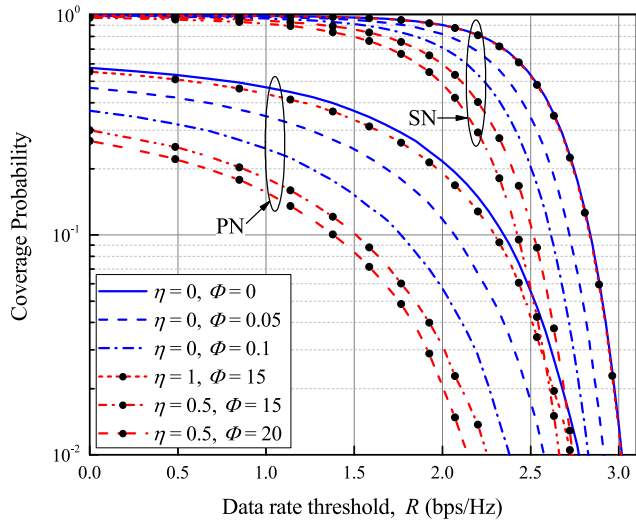 10⁰
10⁻¹
10⁻²
Coverage Probability
SN
PN
η = 0, Φ = 0
η = 0, Φ = 0.05
η = 0, Φ = 0.1
η = 1, Φ = 15
η = 0.5, Φ = 15
η = 0.5, Φ = 20
0.0 0.5 1.0 1.5 2.0 2.5 3.0
Data rate threshold, R (bps/Hz)